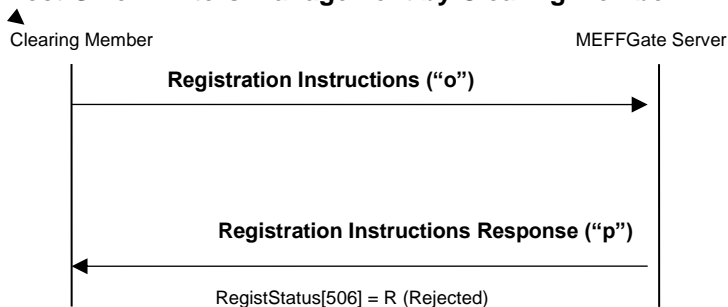 Clearing Member
MEFFGate Server
Registration Instructions (“o”)
Registration Instructions Response (“p”)
RegistStatus[506] = R (Rejected)